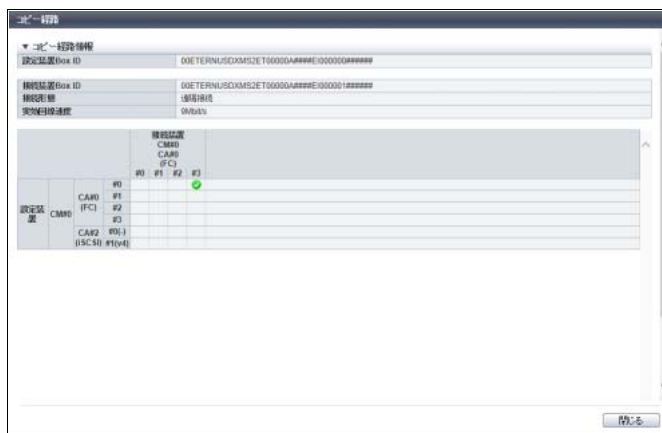 コピー経路
▼ コピー経路情報
設定装置Box ID 00ETERNUSDXMS2ET00000A####EI000000######
接続装置Box ID 00ETERNUSDXMS2ET00000A####EI000001######
接続形態 遠隔接続
実効回線速度 9Mbit/s
接続装置
CM#0
CA#0
(FC)
#0 #1 #2 #3
設定装置 CM#0
CA#0 (FC) #0
#1
#2
#3
CA#2 (iSCSI) #0(-)
#1(v4)
閉じる